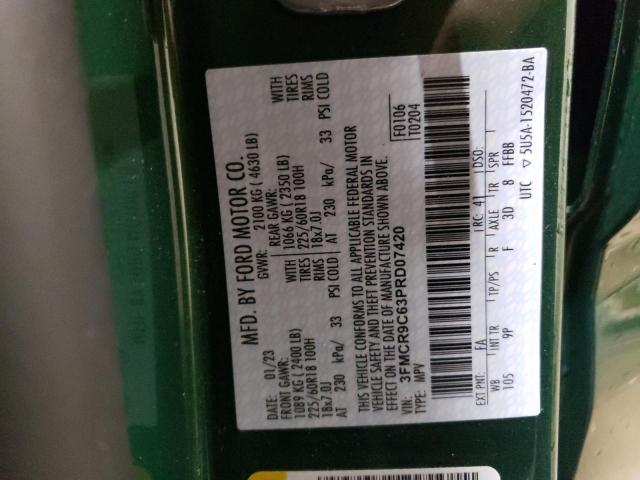 MFD. BY FORD MOTOR CO.
DATE: 01/23 GVWR: 2100 KG ( 4630 LB)
FRONT GAWR: REAR GAWR:
1089 KG ( 2400 LB) 1066 KG ( 2350 LB) WITH
225/60R18 100H TIRES 225/60R18 100H TIRES
18x7.0J RIMS 18x7.0J RIMS
AT 230 kPa/ 33 PSI COLD AT 230 kPa/ 33 PSI COLD
THIS VEHICLE CONFORMS TO ALL APPLICABLE FEDERAL MOTOR
VEHICLE SAFETY AND THEFT PREVENTION STANDARDS IN
EFFECT ON THE DATE OF MANUFACTURE SHOWN ABOVE.
F0106
T0204
VIN: 3FMCR9C63PRD07420
TYPE: MPV
EXT PNT: FA RC: 41 DSO:
WB INT TR TP/PS R AXLE TR SPR
105 9P F 3D 8 FFBB
UTC ▽ 5U5A-1520472-BA